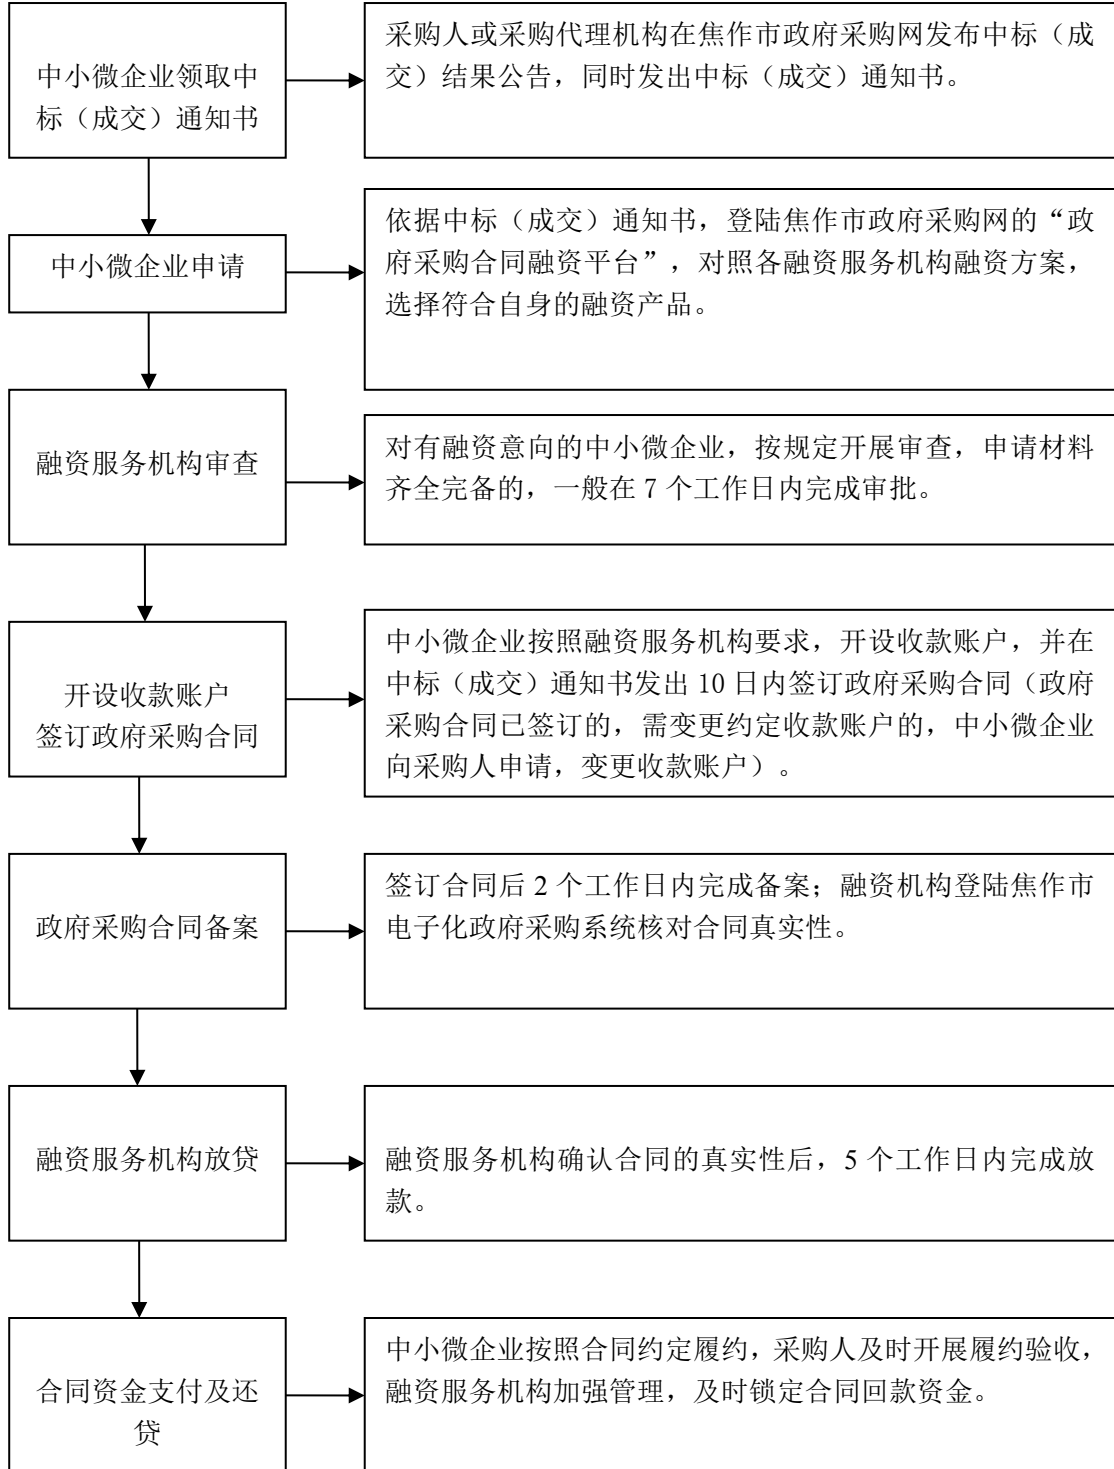 中小微企业领取中
标（成交）通知书
采购人或采购代理机构在焦作市政府采购网发布中标（成
交）结果公告，同时发出中标（成交）通知书。
中小微企业申请
依据中标（成交）通知书，登陆焦作市政府采购网的“政
府采购合同融资平台”，对照各融资服务机构融资方案，
选择符合自身的融资产品。
融资服务机构审查
对有融资意向的中小微企业，按规定开展审查，申请材料
齐全完备的，一般在 7 个工作日内完成审批。
开设收款账户
签订政府采购合同
中小微企业按照融资服务机构要求，开设收款账户，并在
中标（成交）通知书发出 10 日内签订政府采购合同（政府
采购合同已签订的，需变更约定收款账户的，中小微企业
向采购人申请，变更收款账户）。
政府采购合同备案
签订合同后 2 个工作日内完成备案；融资机构登陆焦作市
电子化政府采购系统核对合同真实性。
融资服务机构放贷
融资服务机构确认合同的真实性后，5 个工作日内完成放
款。
合同资金支付及还
贷
中小微企业按照合同约定履约，采购人及时开展履约验收，
融资服务机构加强管理，及时锁定合同回款资金。